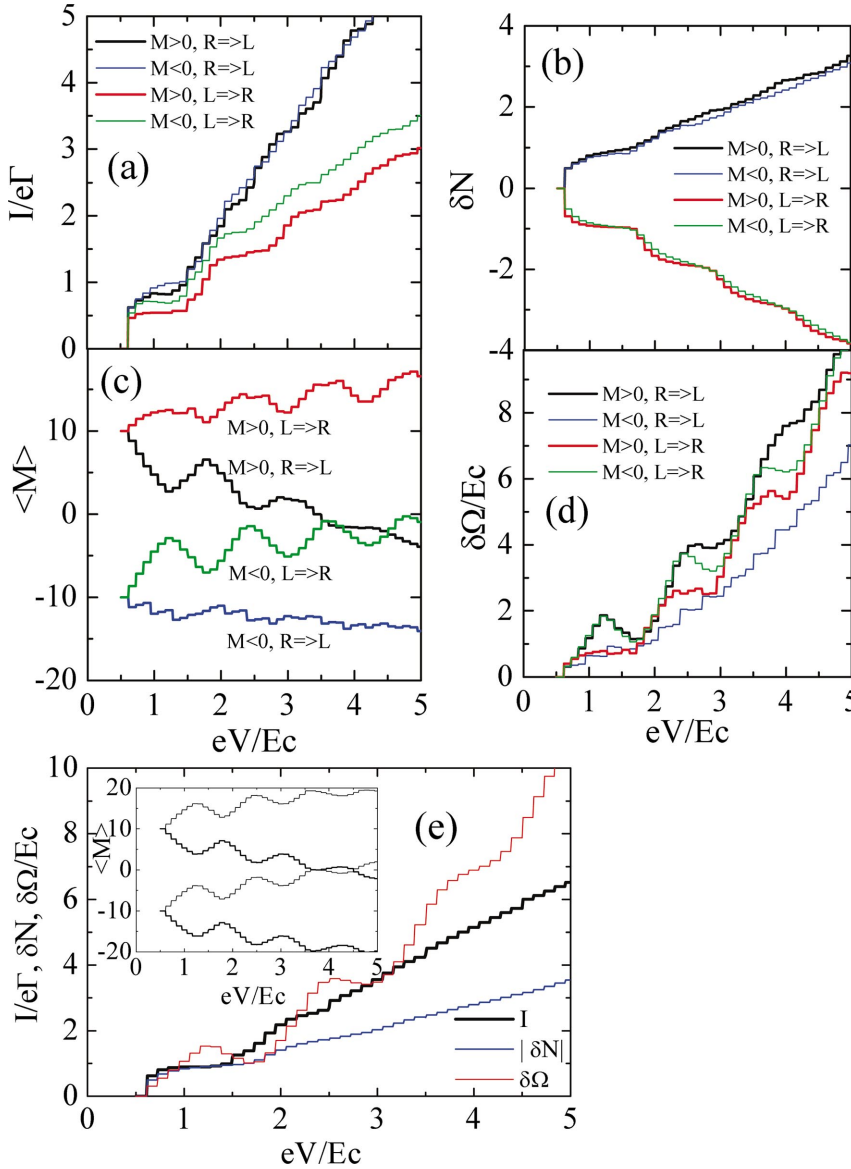 5
4
3
2
1
0
I/eΓ
M>0, R=>L
M<0, R=>L
M>0, L=>R
M<0, L=>R
(a)
4
2
0
-2
-4
δN
(b)
M>0, R=>L
M<0, R=>L
M>0, L=>R
M<0, L=>R
10
0
-10
-20
<M>
(c)
M>0, L=>R
M>0, R=>L
M<0, L=>R
M<0, R=>L
0 1 2 3 4 5
eV/Ec
8
6
4
2
0
δΩ/Ec
M>0, R=>L
M<0, R=>L
M>0, L=>R
M<0, L=>R
(d)
0 1 2 3 4 5
eV/Ec
10
8
6
4
2
0
I/eΓ, δN, δΩ/Ec
20
10
0
-10
-20
<M>
0 1 2 3 4 5
eV/Ec
(e)
I
| δN|
δΩ
0 1 2 3 4 5
eV/Ec